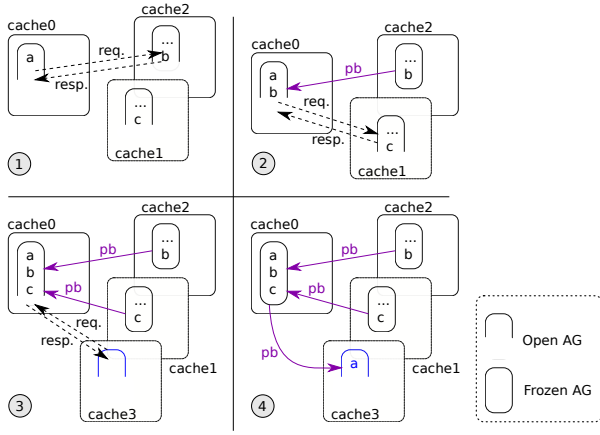 cache2
cache0
...
a
req.
b
resp.
...
c
cache1
1
cache2
cache0
...
pb
a
b
b
req.
...
resp.
c
cache1
2
cache2
cache0
...
a
pb
b
b
pb
...
c
c
req.
resp.
cache1
cache3
3
cache2
cache0
...
a
pb
b
b
pb
...
c
c
pb
a
cache1
cache3
4
Open AG
Frozen AG